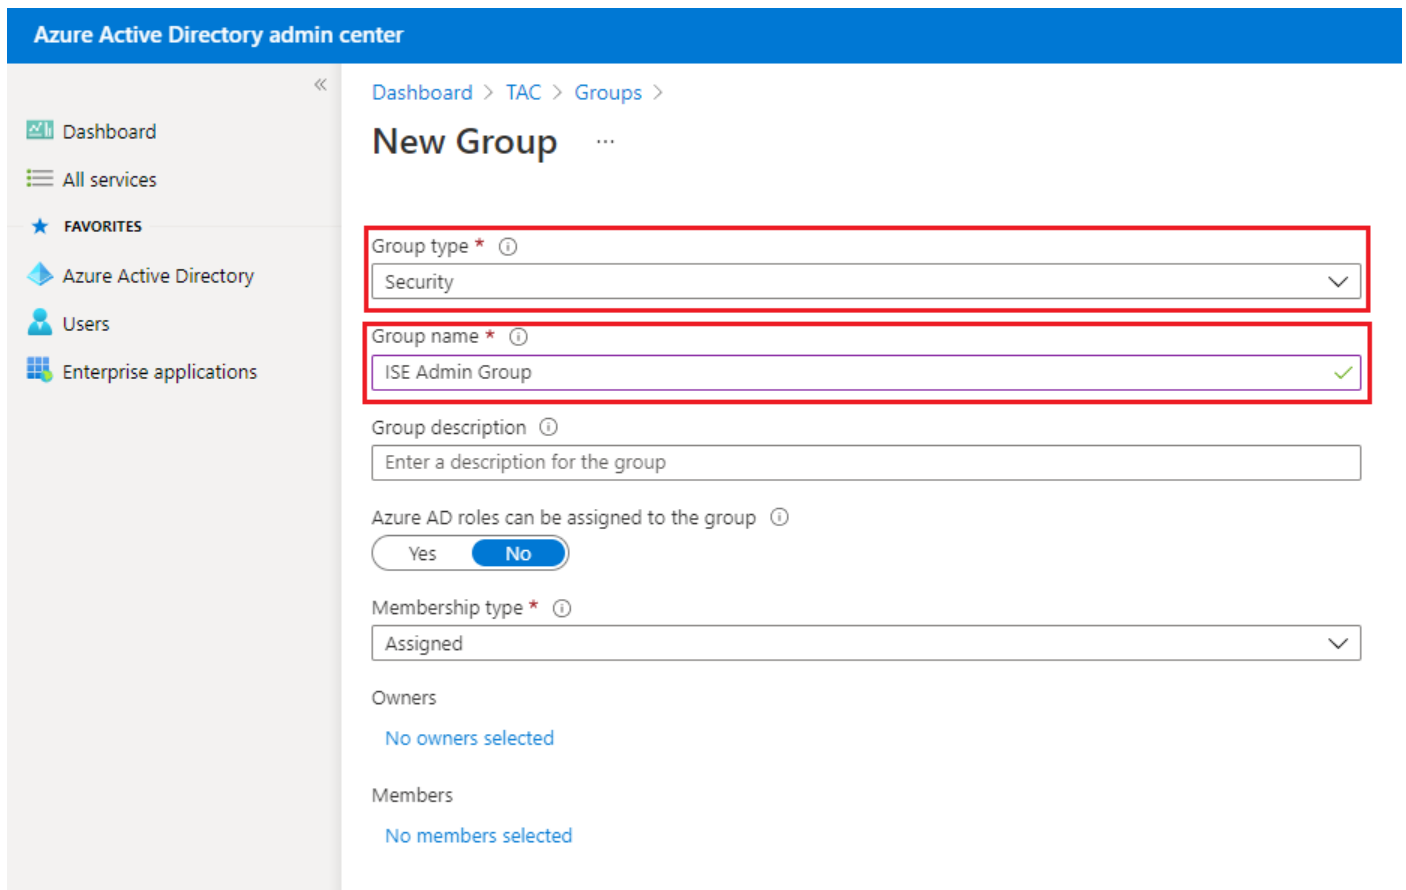 Azure Active Directory admin center
«
Dashboard
All services
FAVORITES
Azure Active Directory
Users
Enterprise applications
Dashboard > TAC > Groups >
New Group ...
Group type *
Security
Group name *
ISE Admin Group
Group description
Enter a description for the group
Azure AD roles can be assigned to the group
Yes No
Membership type *
Assigned
Owners
No owners selected
Members
No members selected